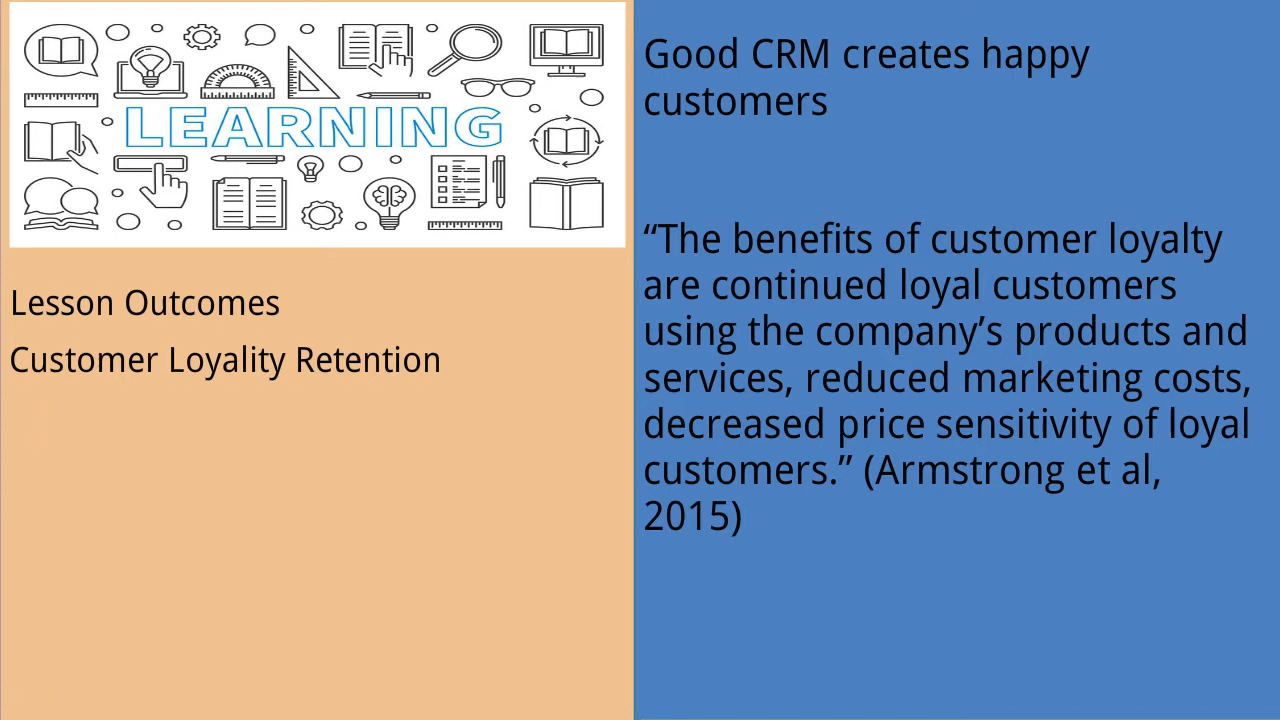 LEARNING
Lesson Outcomes
Customer Loyality Retention
Good CRM creates happy
customers
“The benefits of customer loyalty
are continued loyal customers
using the company’s products and
services, reduced marketing costs,
decreased price sensitivity of loyal
customers.” (Armstrong et al,
2015)